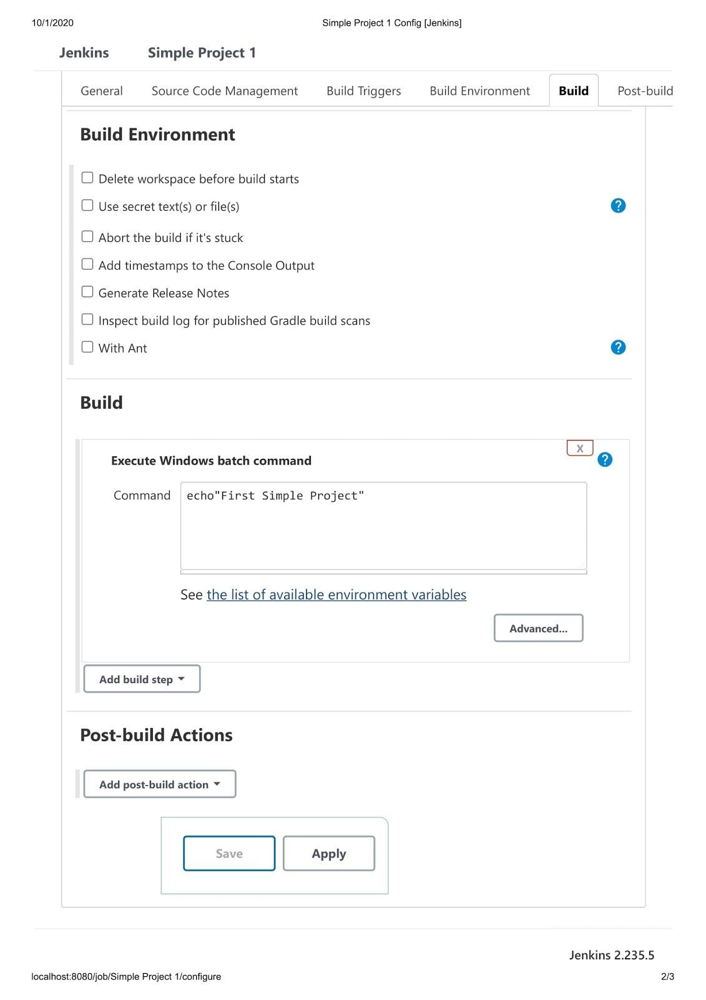 10/1/2020 Simple Project 1 Config [Jenkins]
Jenkins Simple Project 1
General Source Code Management Build Triggers Build Environment Build Post-build
Build Environment
Delete workspace before build starts
Use secret text(s) or file(s) ?
Abort the build if it's stuck
Add timestamps to the Console Output
Generate Release Notes
Inspect build log for published Gradle build scans
With Ant ?
Build
X
Execute Windows batch command ?
Command echo"First Simple Project"
See the list of available environment variables
Advanced...
Add build step
Post-build Actions
Add post-build action
Save Apply
Jenkins 2.235.5
localhost:8080/job/Simple Project 1/configure 2/3